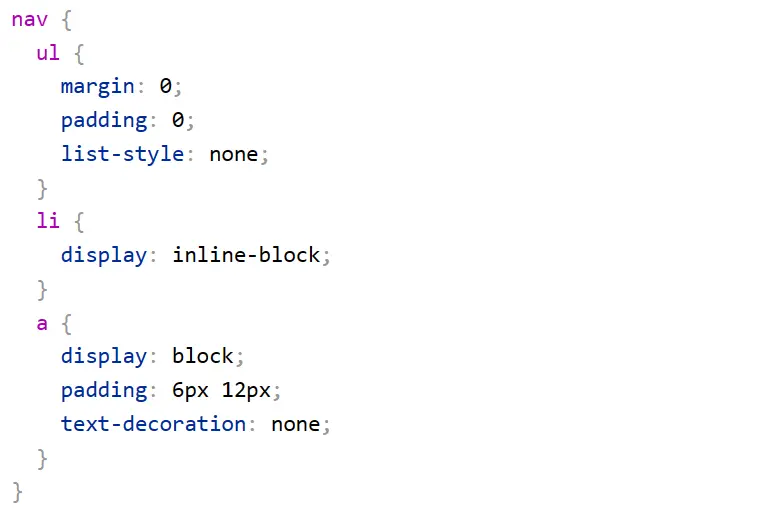 nav {
  ul {
    margin: 0;
    padding: 0;
    list-style: none;
  }
  li {
    display: inline-block;
  }
  a {
    display: block;
    padding: 6px 12px;
    text-decoration: none;
  }
}